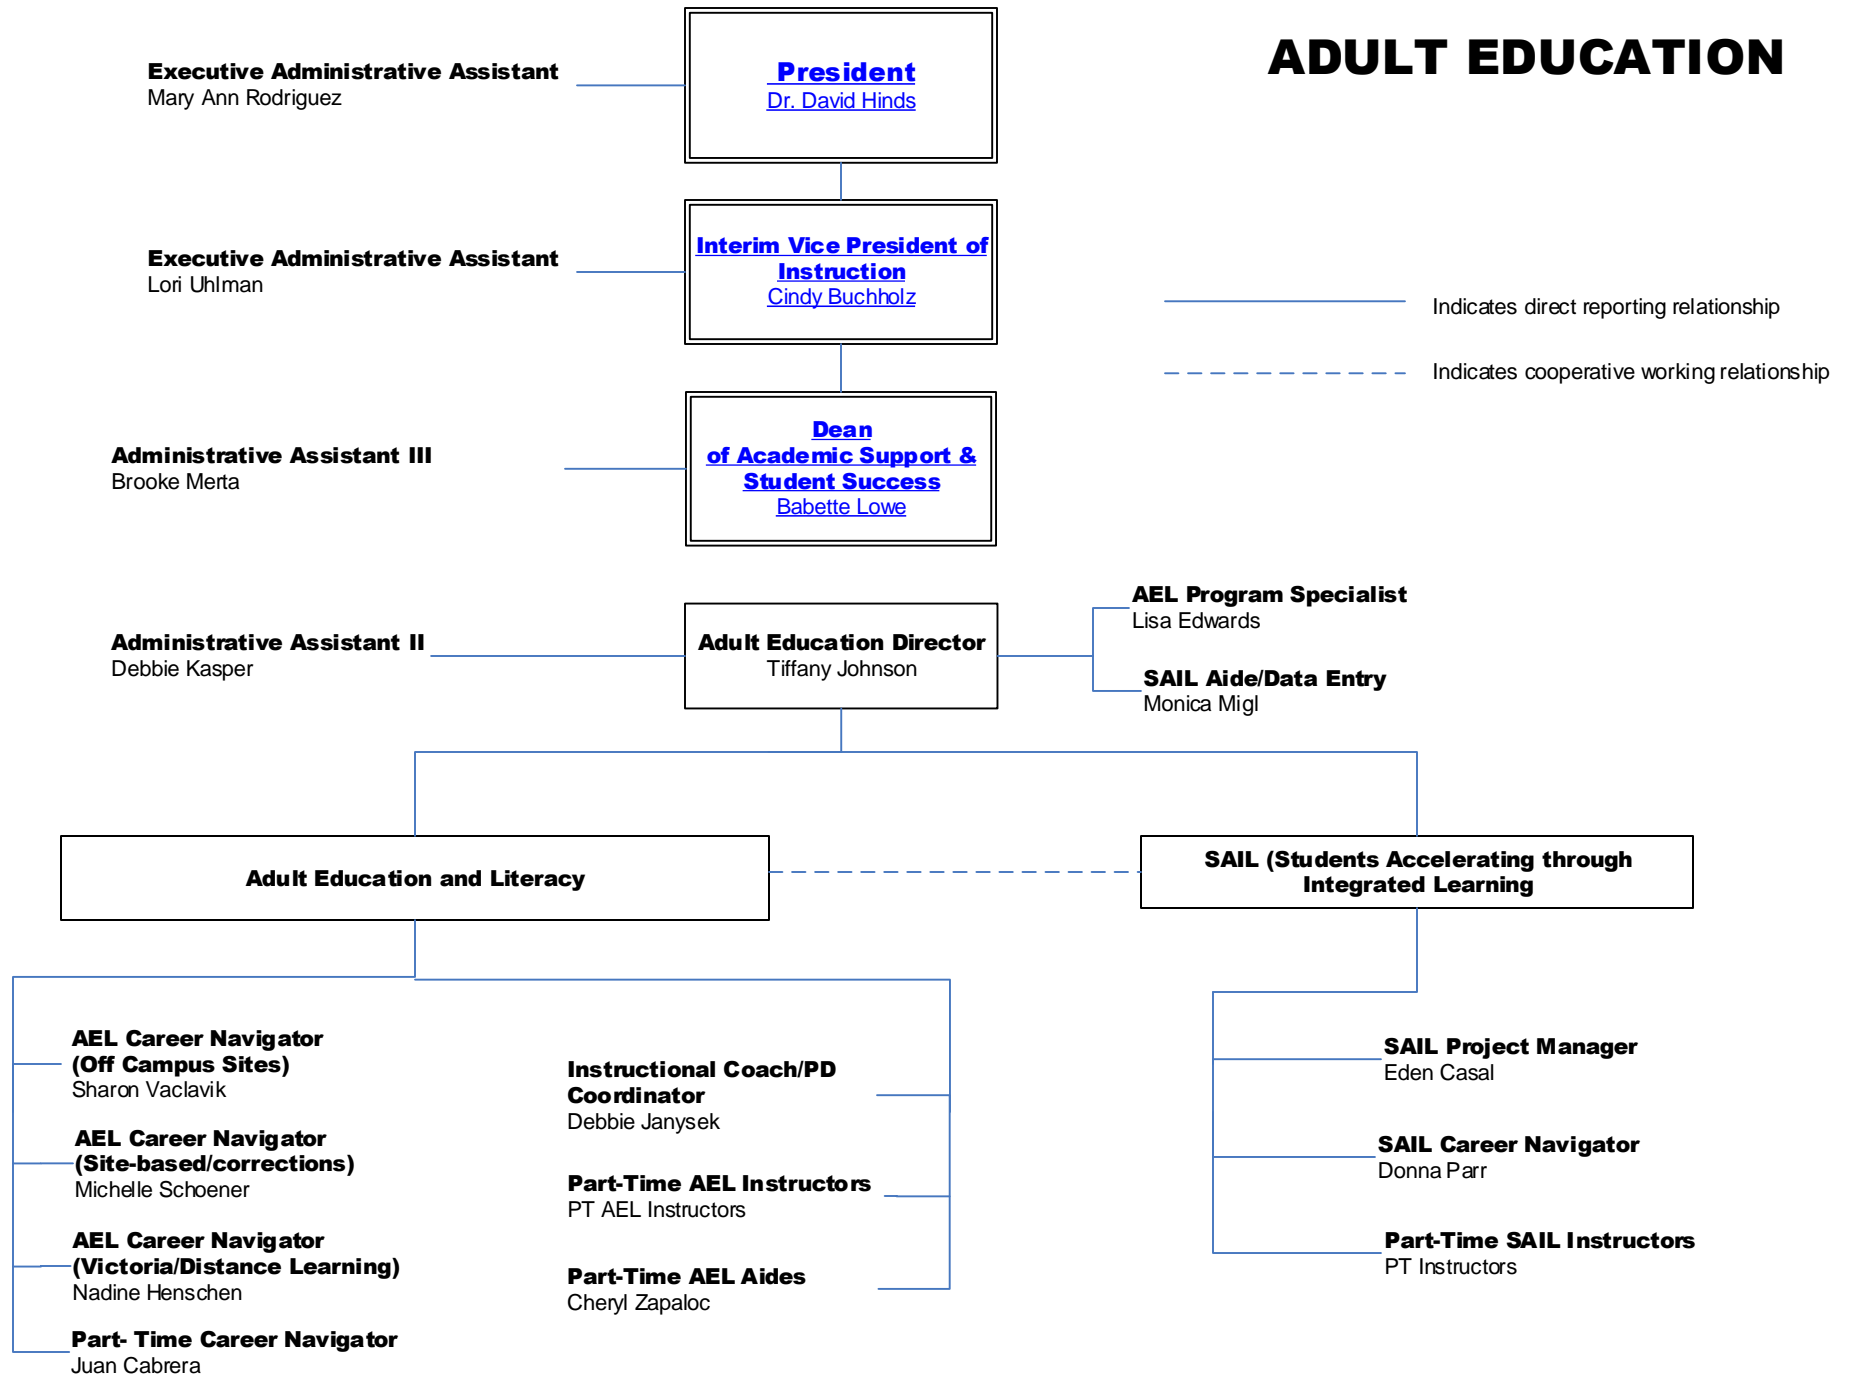 ADULT EDUCATION
Executive Administrative Assistant
Mary Ann Rodriguez
President
Dr. David Hinds
Executive Administrative Assistant
Lori Uhlman
Interim Vice President of
Instruction
Cindy Buchholz
Indicates direct reporting relationship
Indicates cooperative working relationship
Administrative Assistant III
Brooke Merta
Dean
of Academic Support &
Student Success
Babette Lowe
Administrative Assistant II
Debbie Kasper
Adult Education Director
Tiffany Johnson
AEL Program Specialist
Lisa Edwards
SAIL Aide/Data Entry
Monica Migl
Adult Education and Literacy
SAIL (Students Accelerating through
Integrated Learning
AEL Career Navigator
(Off Campus Sites)
Sharon Vaclavik
AEL Career Navigator
(Site-based/corrections)
Michelle Schoener
AEL Career Navigator
(Victoria/Distance Learning)
Nadine Henschen
Part- Time Career Navigator
Juan Cabrera
Instructional Coach/PD
Coordinator
Debbie Janysek
Part-Time AEL Instructors
PT AEL Instructors
Part-Time AEL Aides
Cheryl Zapaloc
SAIL Project Manager
Eden Casal
SAIL Career Navigator
Donna Parr
Part-Time SAIL Instructors
PT Instructors